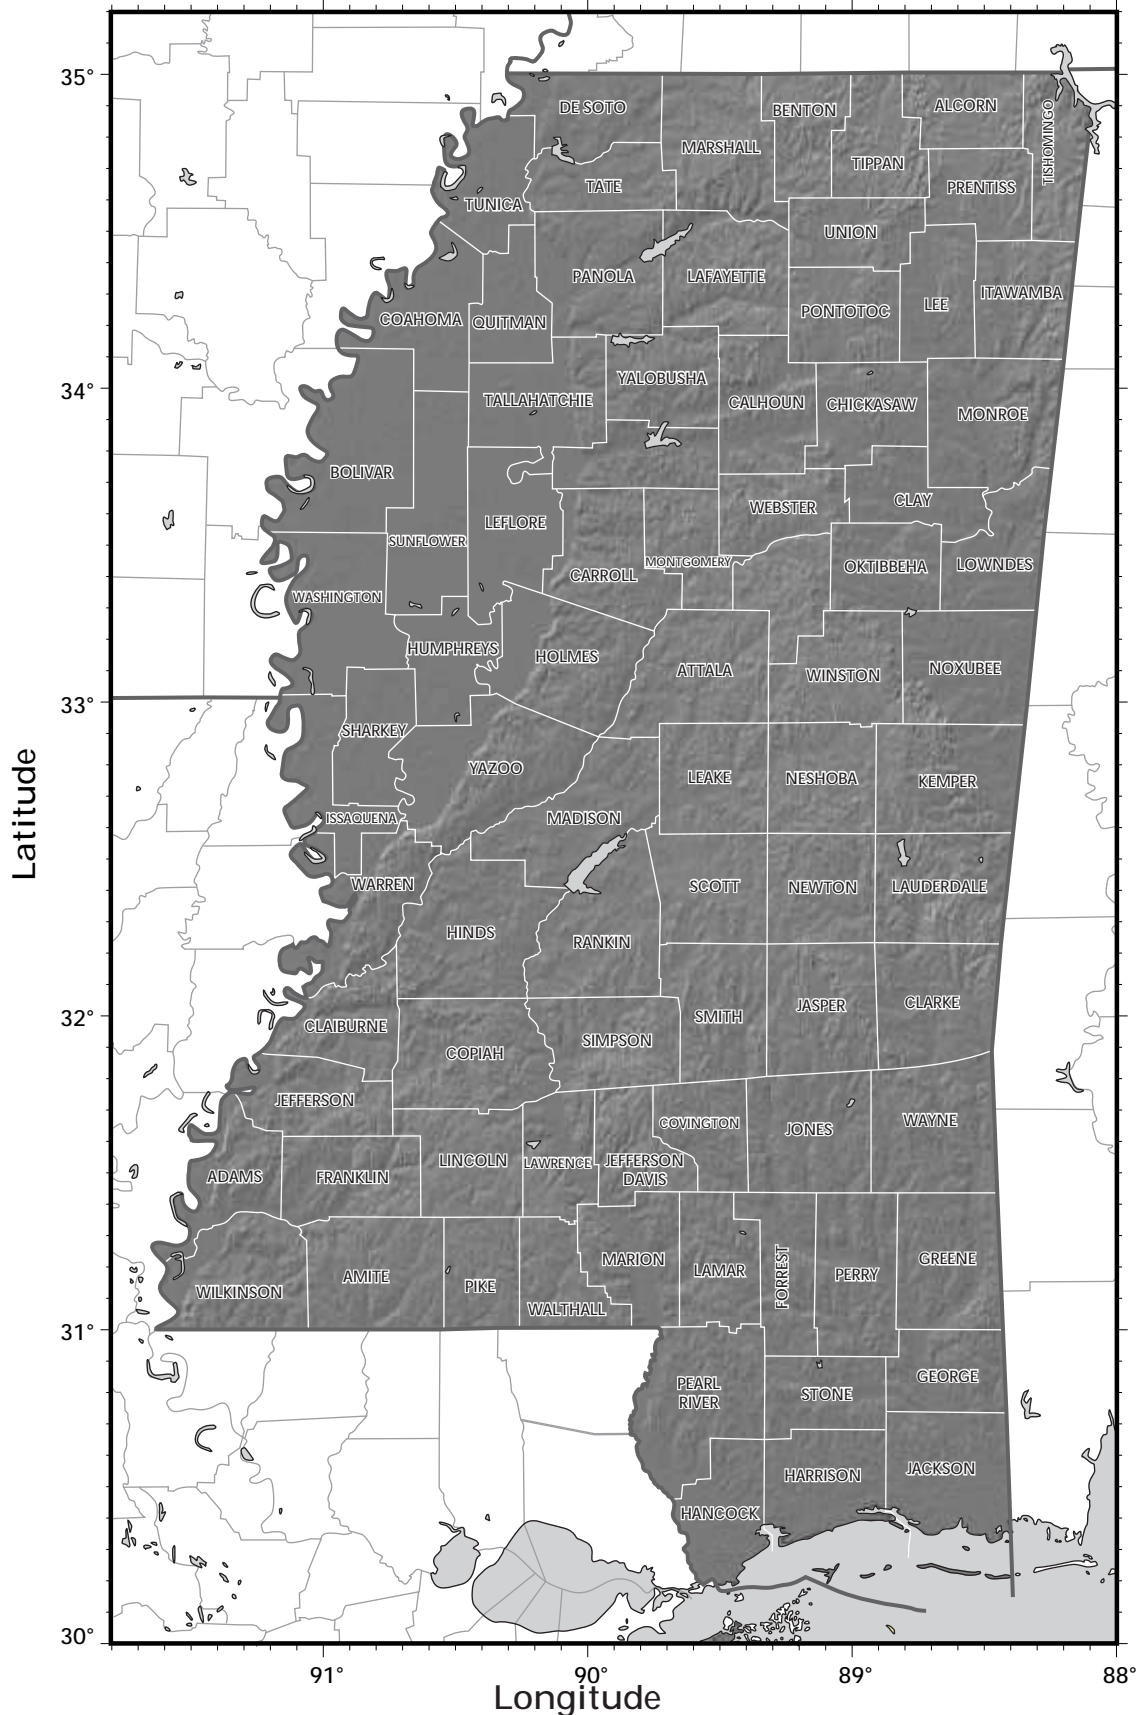 35°
DE SOTO
BENTON
ALCORN
TISHOMINGO
MARSHALL
TIPPAN
TATE
PRENTISS
TUNICA
UNION
PANOLA
LAFAYETTE
ITAWAMBA
COAHOMA
QUITMAN
PONTOTOC
LEE
34°
YALOBUSHA
TALLAHATCHIE
CALHOUN
CHICKASAW
MONROE
BOLIVAR
WEBSTER
CLAY
LEFLORE
SUNFLOWER
MONTGOMERY
OKTIBBEHA
LOWNDES
CARROLL
WASHINGTON
HUMPHREYS
HOLMES
ATTALA
WINSTON
NOXUBEE
33°
SHARKEY
YAZOO
LEAKE
NESHOBA
KEMPER
ISSAQUENA
MADISON
WARREN
SCOTT
NEWTON
LAUDERDALE
HINDS
RANKIN
32°
CLAIBURNE
SMITH
JASPER
CLARKE
COPIAH
SIMPSON
JEFFERSON
COVINGTON
JONES
WAYNE
ADAMS
FRANKLIN
LINCOLN
LAWRENCE
JEFFERSON
DAVIS
WILKINSON
AMITE
PIKE
WALTHALL
MARION
LAMAR
FORREST
PERRY
GREENE
31°
PEARL
RIVER
STONE
GEORGE
HARRISON
JACKSON
HANCOCK
30°
91°
90°
89°
88°
Latitude
Longitude